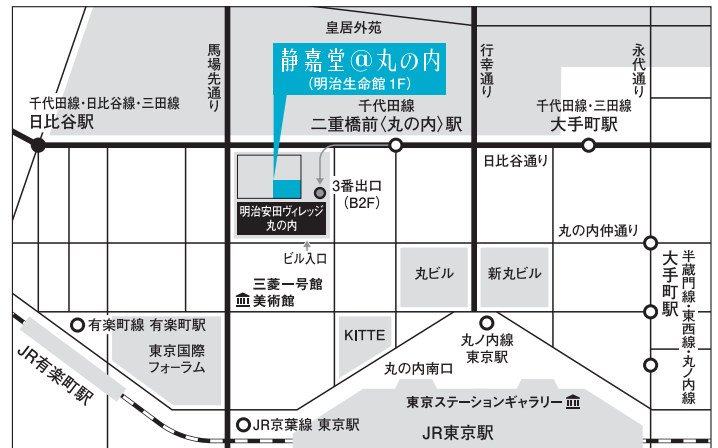 皇居外苑
馬場先通り
静嘉堂@丸の内
(明治生命館1F)
行幸通り
永代通り
千代田線・日比谷線・三田線
日比谷駅
千代田線
二重橋前〈丸の内〉駅
千代田線・三田線
大手町駅
日比谷通り
3番出口
(B2F)
明治安田ヴィレッジ
丸の内
ビル入口
丸の内仲通り
三菱一号館
美術館
丸ビル
新丸ビル
大手町駅
半蔵門線・東西線・丸ノ内線
有楽町線 有楽町駅
東京国際
フォーラム
KITTE
丸ノ内線
東京駅
JR有楽町駅
丸の内南口
東京ステーションギャラリー
JR京葉線 東京駅
JR東京駅